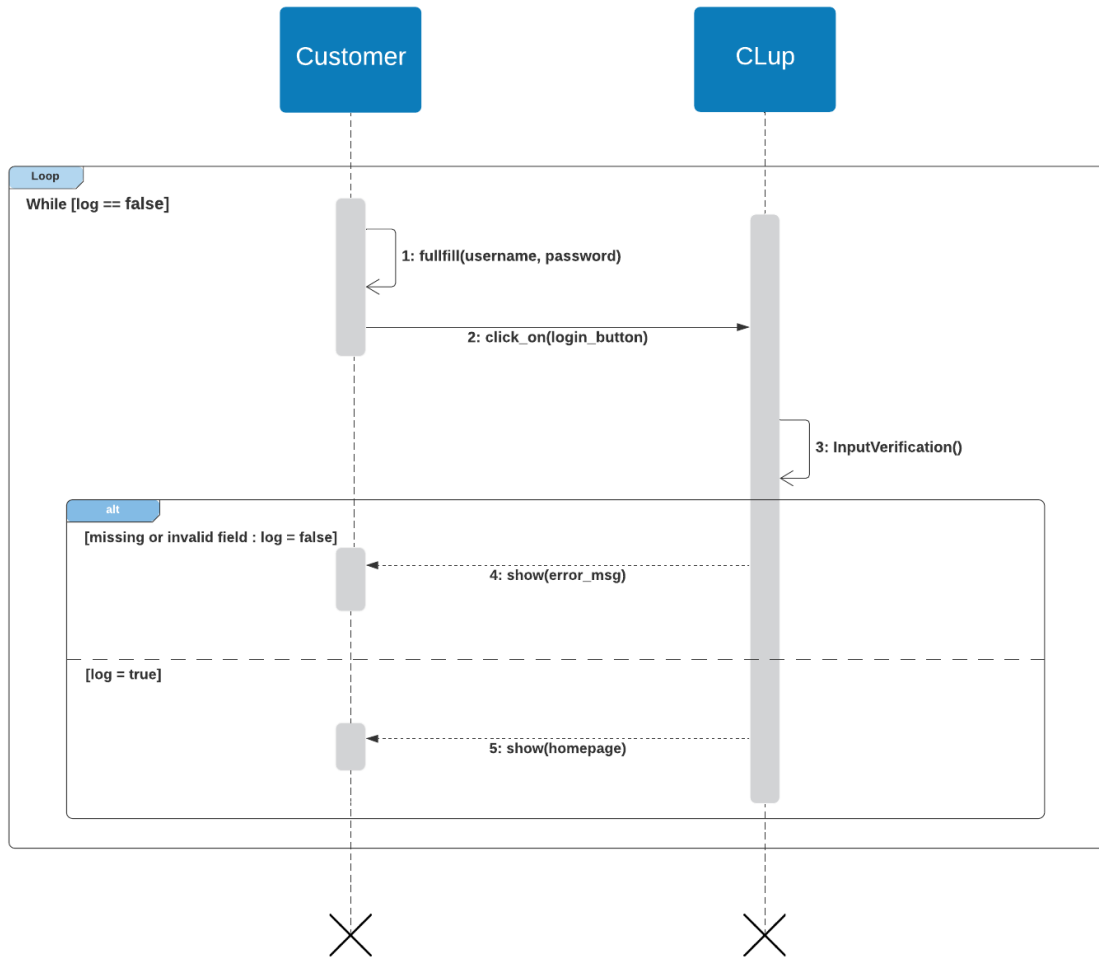 Customer
CLup
Loop
While [log == false]
1: fullfill(username, password)
2: click_on(login_button)
3: InputVerification()
alt
[missing or invalid field : log = false]
4: show(error_msg)
[log = true]
5: show(homepage)